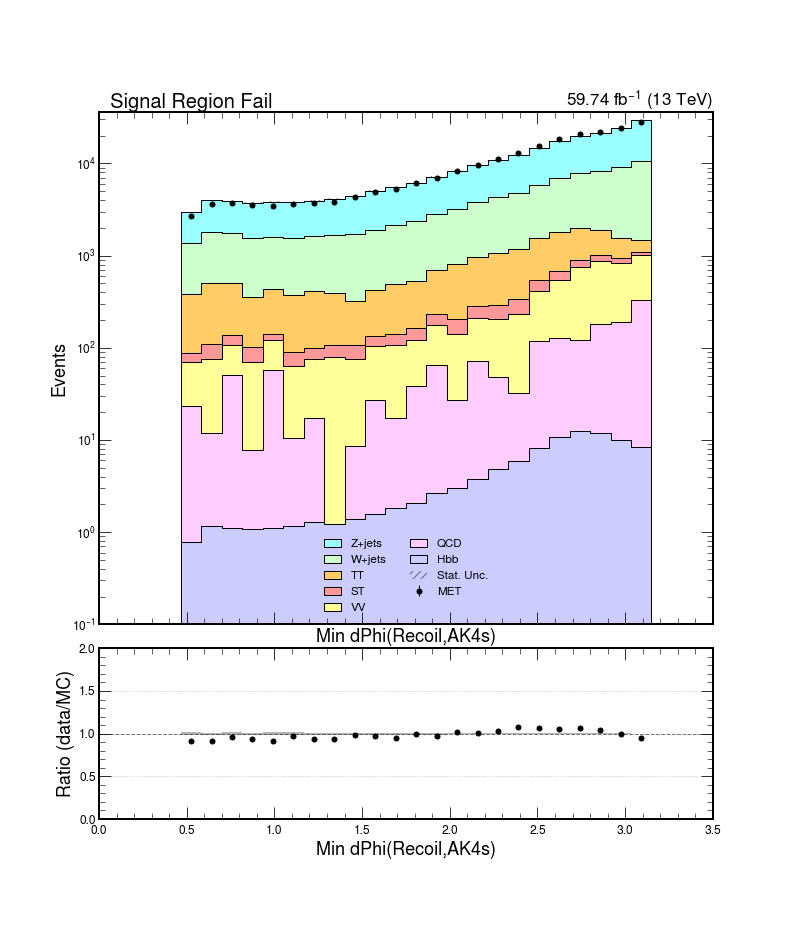 Signal Region Fail
59.74 fb⁻¹ (13 TeV)
Events
10⁴
10³
10²
10¹
10⁰
10⁻¹
Z+jets
W+jets
TT
ST
VV
QCD
Hbb
Stat. Unc.
MET
Min dPhi(Recoil,AK4s)
Ratio (data/MC)
2.0
1.5
1.0
0.5
0.0
0.0 0.5 1.0 1.5 2.0 2.5 3.0 3.5
Min dPhi(Recoil,AK4s)